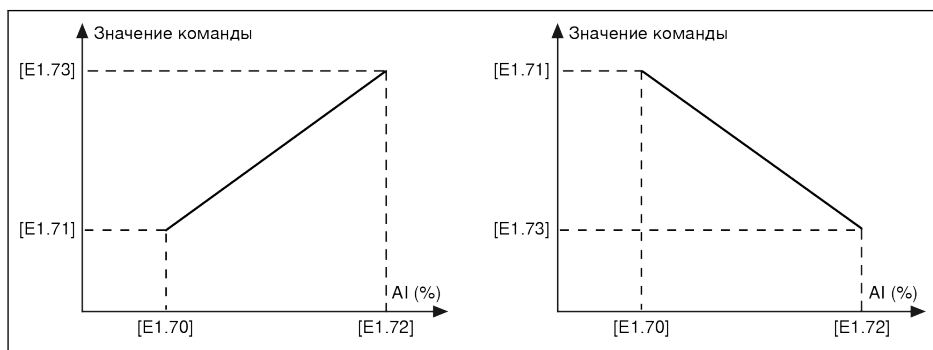 Значение команды
[E1.73]
[E1.71]
AI (%)
[E1.70]
[E1.72]
Значение команды
[E1.71]
[E1.73]
AI (%)
[E1.70]
[E1.72]